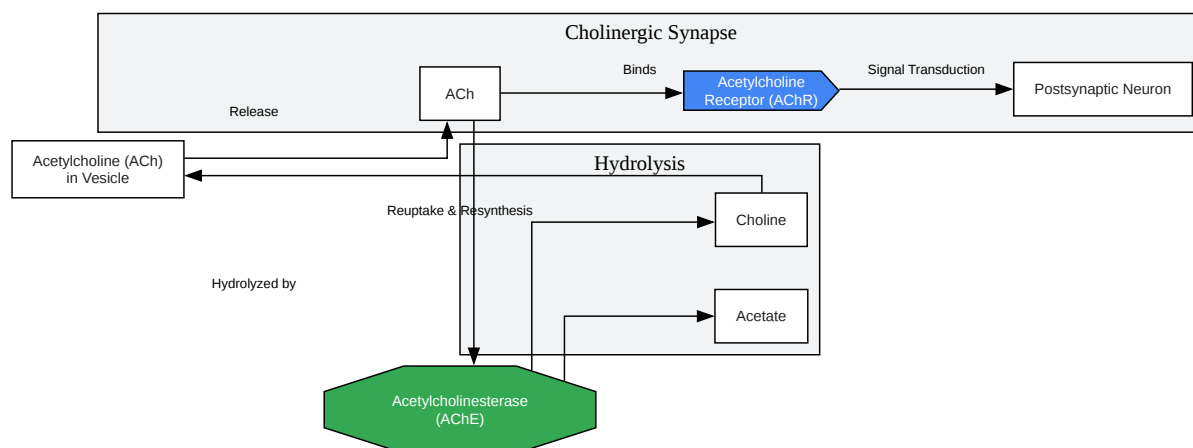 Cholinergic Synapse
Binds
Signal Transduction
ACh
Acetylcholine
Receptor (AChR)
Postsynaptic Neuron
Release
Acetylcholine (ACh)
in Vesicle
Hydrolysis
Reuptake & Resynthesis
Choline
Hydrolyzed by
Acetate
Acetylcholinesterase
(AChE)